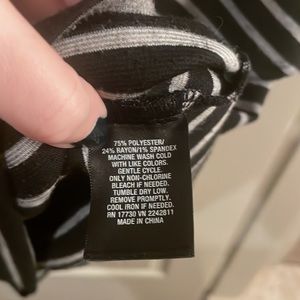 75% POLYESTER/
24% RAYON/1% SPANDEX
MACHINE WASH COLD
WITH LIKE COLORS.
GENTLE CYCLE.
ONLY NON-CHLORINE
BLEACH IF NEEDED.
TUMBLE DRY LOW.
REMOVE PROMPTLY.
COOL IRON IF NEEDED.
RN 17730 VN 2242811
MADE IN CHINA